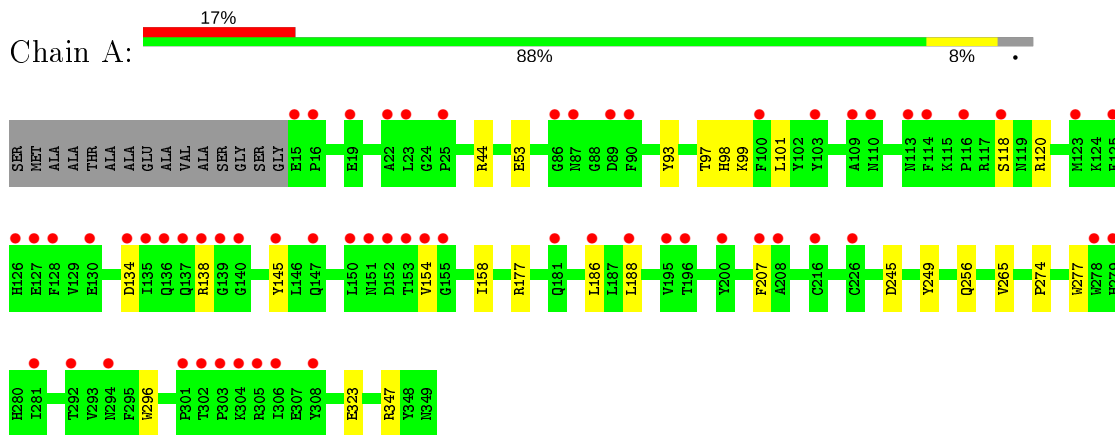 17%
Chain A:
88%
8%
•
SER MET ALA ALA THR ALA ALA GLU ALA VAL ALA SER GLY SER GLY E15 P16 E19 A22 L23 G24 P25 R44 E53 G86 N87 G88 D89 F90 Y93 T97 H98 K99 F100 L101 Y102 Y103 A109 N110 N113 F114 K115 P116 R117 S118 N119 R120 M123 K124 F125
H126 E127 F128 V129 E130 D134 I135 Q136 Q137 R138 G139 G140 Y145 L146 Q147 L150 N151 D152 T153 V154 G155 I158 R177 Q181 L186 L187 L188 V195 T196 Y200 F207 A208 C216 C226 D245 Y249 Q256 V265 P274 W277 W278 H279
H280 I281 T292 V293 N294 F295 W296 P301 T302 P303 K304 R305 I306 E307 Y308 E323 R347 Y348 N349